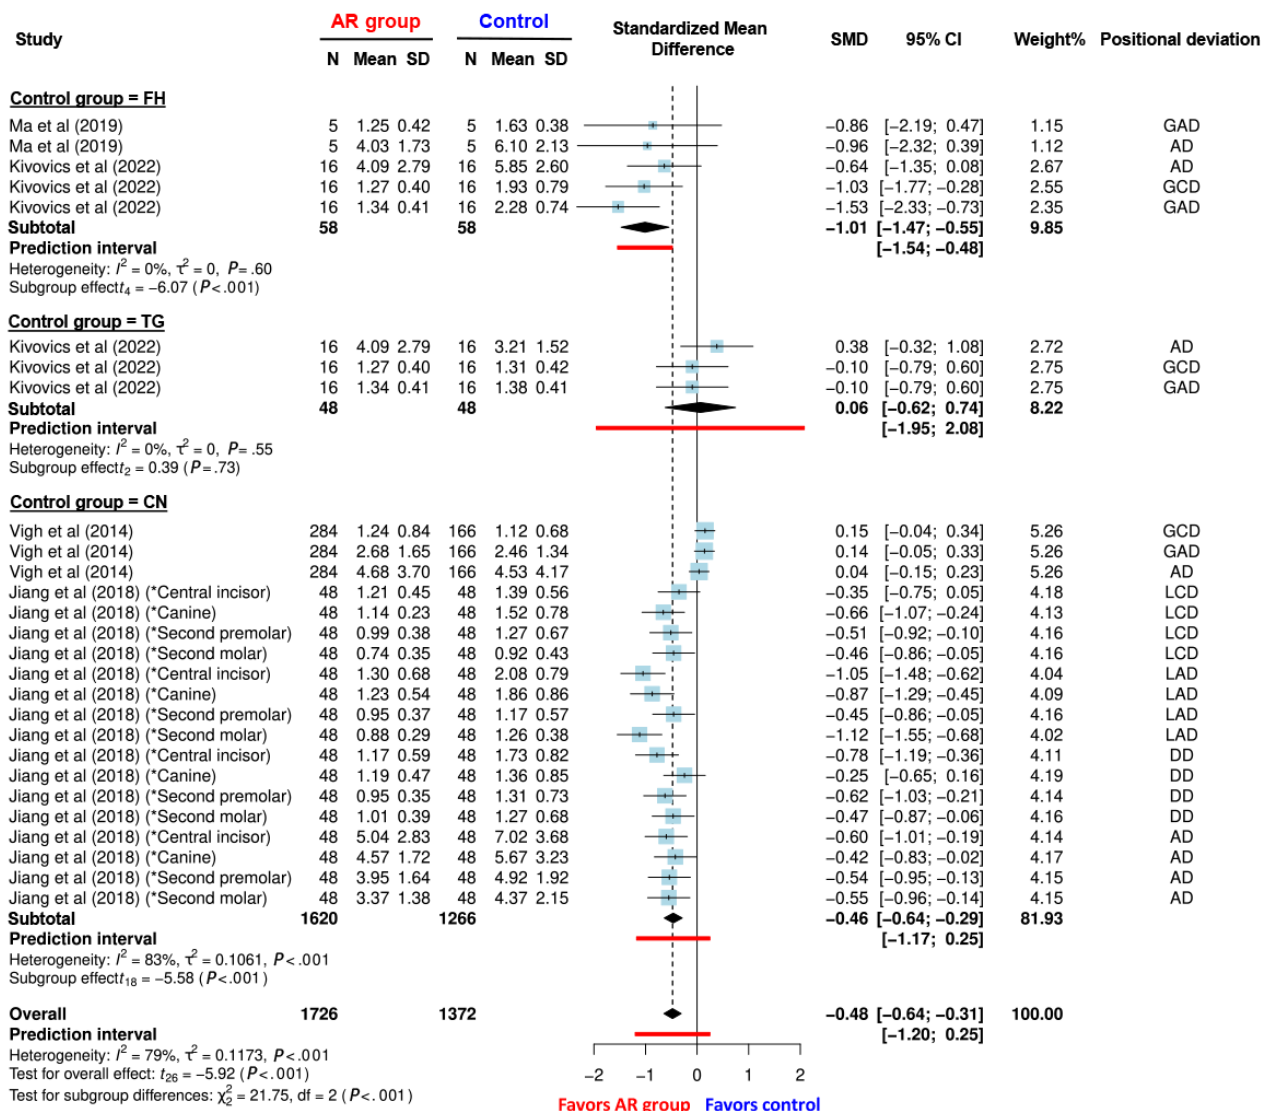 AR group Control
Study N Mean SD N Mean SD Standardized Mean Difference SMD 95% CI Weight% Positional deviation
Control group = FH
Ma et al (2019) 5 1.25 0.42 5 1.63 0.38 −0.86 [−2.19; 0.47] 1.15 GAD
Ma et al (2019) 5 4.03 1.73 5 6.10 2.13 −0.96 [−2.32; 0.39] 1.12 AD
Kivovics et al (2022) 16 4.09 2.79 16 5.85 2.60 −0.64 [−1.35; 0.08] 2.67 AD
Kivovics et al (2022) 16 1.27 0.40 16 1.93 0.79 −1.03 [−1.77; −0.28] 2.55 GCD
Kivovics et al (2022) 16 1.34 0.41 16 2.28 0.74 −1.53 [−2.33; −0.73] 2.35 GAD
Subtotal 58 58 −1.01 [−1.47; −0.55] 9.85
Prediction interval [−1.54; −0.48]
Heterogeneity: I² = 0%, τ² = 0, P= .60
Subgroup effect t₄ = −6.07 (P<.001)
Control group = TG
Kivovics et al (2022) 16 4.09 2.79 16 3.21 1.52 0.38 [−0.32; 1.08] 2.72 AD
Kivovics et al (2022) 16 1.27 0.40 16 1.31 0.42 −0.10 [−0.79; 0.60] 2.75 GCD
Kivovics et al (2022) 16 1.34 0.41 16 1.38 0.41 −0.10 [−0.79; 0.60] 2.75 GAD
Subtotal 48 48 0.06 [−0.62; 0.74] 8.22
Prediction interval [−1.95; 2.08]
Heterogeneity: I² = 0%, τ² = 0, P= .55
Subgroup effect t₂ = 0.39 (P= .73)
Control group = CN
Vigh et al (2014) 284 1.24 0.84 166 1.12 0.68 0.15 [−0.04; 0.34] 5.26 GCD
Vigh et al (2014) 284 2.68 1.65 166 2.46 1.34 0.14 [−0.05; 0.33] 5.26 GAD
Vigh et al (2014) 284 4.68 3.70 166 4.53 4.17 0.04 [−0.15; 0.23] 5.26 AD
Jiang et al (2018) (*Central incisor) 48 1.21 0.45 48 1.39 0.56 −0.35 [−0.75; 0.05] 4.18 LCD
Jiang et al (2018) (*Canine) 48 1.14 0.23 48 1.52 0.78 −0.66 [−1.07; −0.24] 4.13 LCD
Jiang et al (2018) (*Second premolar) 48 0.99 0.38 48 1.27 0.67 −0.51 [−0.92; −0.10] 4.16 LCD
Jiang et al (2018) (*Second molar) 48 0.74 0.35 48 0.92 0.43 −0.46 [−0.86; −0.05] 4.16 LCD
Jiang et al (2018) (*Central incisor) 48 1.30 0.68 48 2.08 0.79 −1.05 [−1.48; −0.62] 4.04 LAD
Jiang et al (2018) (*Canine) 48 1.23 0.54 48 1.86 0.86 −0.87 [−1.29; −0.45] 4.09 LAD
Jiang et al (2018) (*Second premolar) 48 0.95 0.37 48 1.17 0.57 −0.45 [−0.86; −0.05] 4.16 LAD
Jiang et al (2018) (*Second molar) 48 0.88 0.29 48 1.26 0.38 −1.12 [−1.55; −0.68] 4.02 LAD
Jiang et al (2018) (*Central incisor) 48 1.17 0.59 48 1.73 0.82 −0.78 [−1.19; −0.36] 4.11 DD
Jiang et al (2018) (*Canine) 48 1.19 0.47 48 1.36 0.85 −0.25 [−0.65; 0.16] 4.19 DD
Jiang et al (2018) (*Second premolar) 48 0.95 0.35 48 1.31 0.73 −0.62 [−1.03; −0.21] 4.14 DD
Jiang et al (2018) (*Second molar) 48 1.01 0.39 48 1.27 0.68 −0.47 [−0.87; −0.06] 4.16 DD
Jiang et al (2018) (*Central incisor) 48 5.04 2.83 48 7.02 3.68 −0.60 [−1.01; −0.19] 4.14 AD
Jiang et al (2018) (*Canine) 48 4.57 1.72 48 5.67 3.23 −0.42 [−0.83; −0.02] 4.17 AD
Jiang et al (2018) (*Second premolar) 48 3.95 1.64 48 4.92 1.92 −0.54 [−0.95; −0.13] 4.15 AD
Jiang et al (2018) (*Second molar) 48 3.37 1.38 48 4.37 2.15 −0.55 [−0.96; −0.14] 4.15 AD
Subtotal 1620 1266 −0.46 [−0.64; −0.29] 81.93
Prediction interval [−1.17; 0.25]
Heterogeneity: I² = 83%, τ² = 0.1061, P<.001
Subgroup effect t₁₈ = −5.58 (P<.001)
Overall 1726 1372 −0.48 [−0.64; −0.31] 100.00
Prediction interval [−1.20; 0.25]
Heterogeneity: I² = 79%, τ² = 0.1173, P<.001
Test for overall effect: t₂₆ = −5.92 (P<.001)
Test for subgroup differences: χ²₂ = 21.75, df = 2 (P<.001)
−2 −1 0 1 2
Favors AR group Favors control